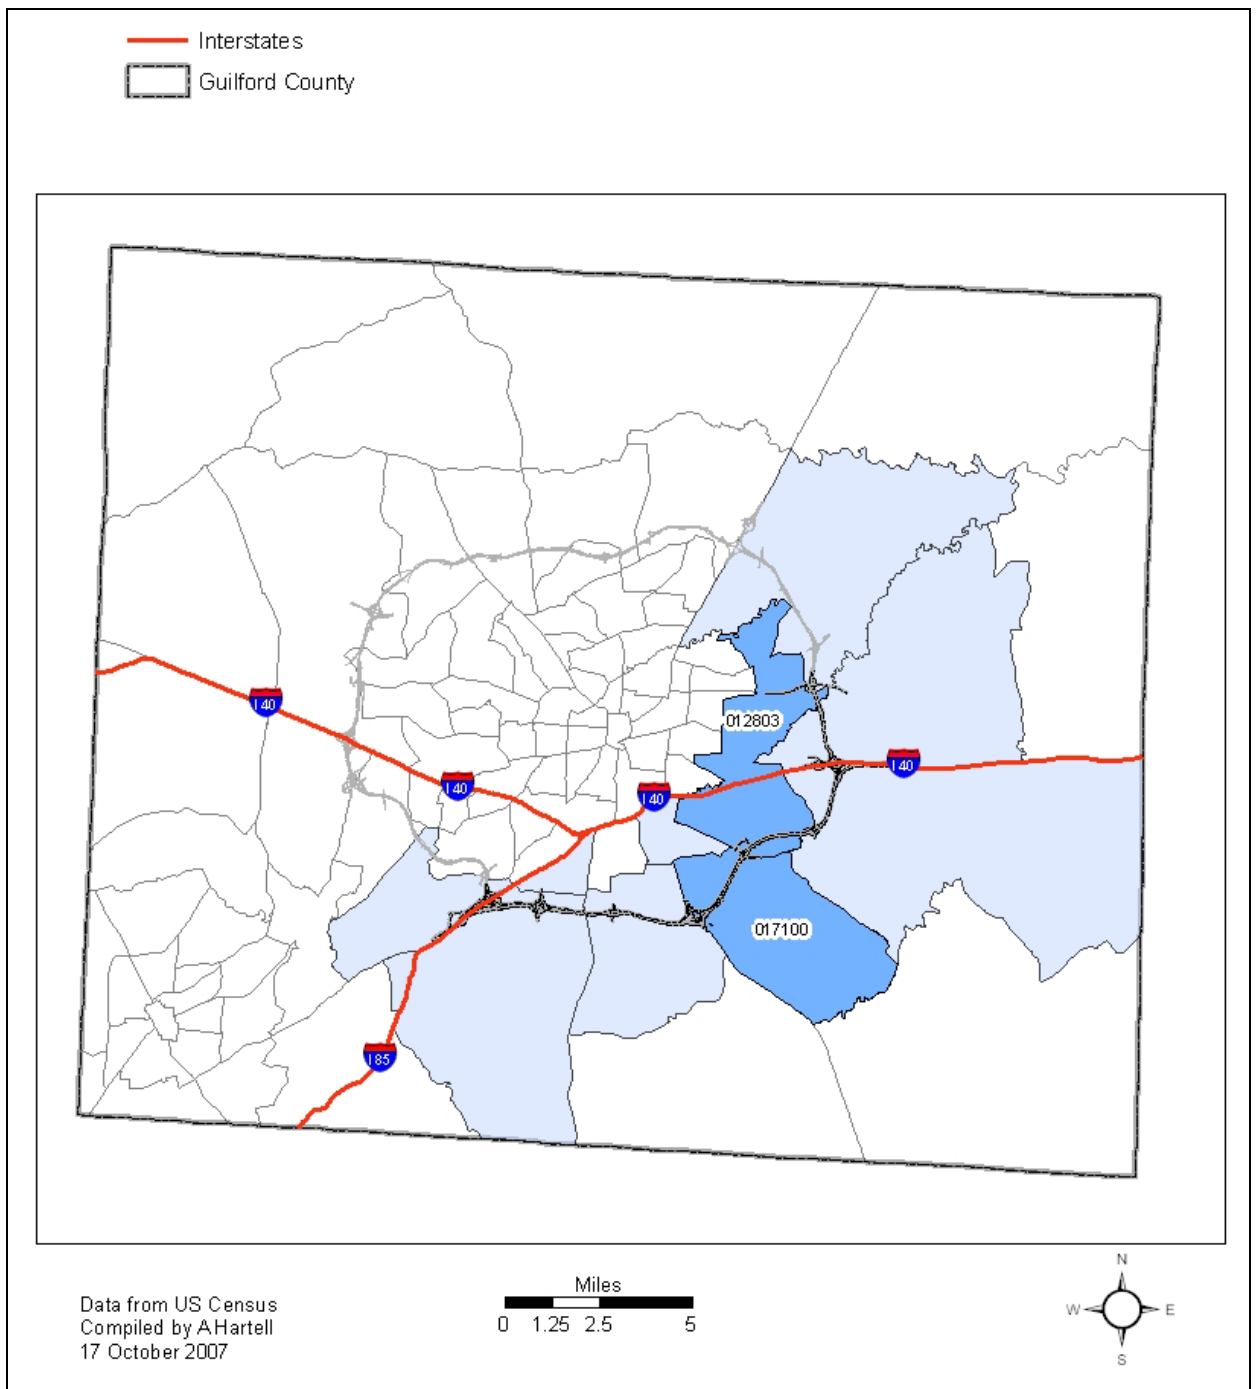 Interstates
Guilford County
I 40
012803
I 40
I 40
I 40
017100
I 85
N
Miles
Data from US Census
W E
Compiled by AHartell
0 1.25 2.5 5
17 October 2007
S